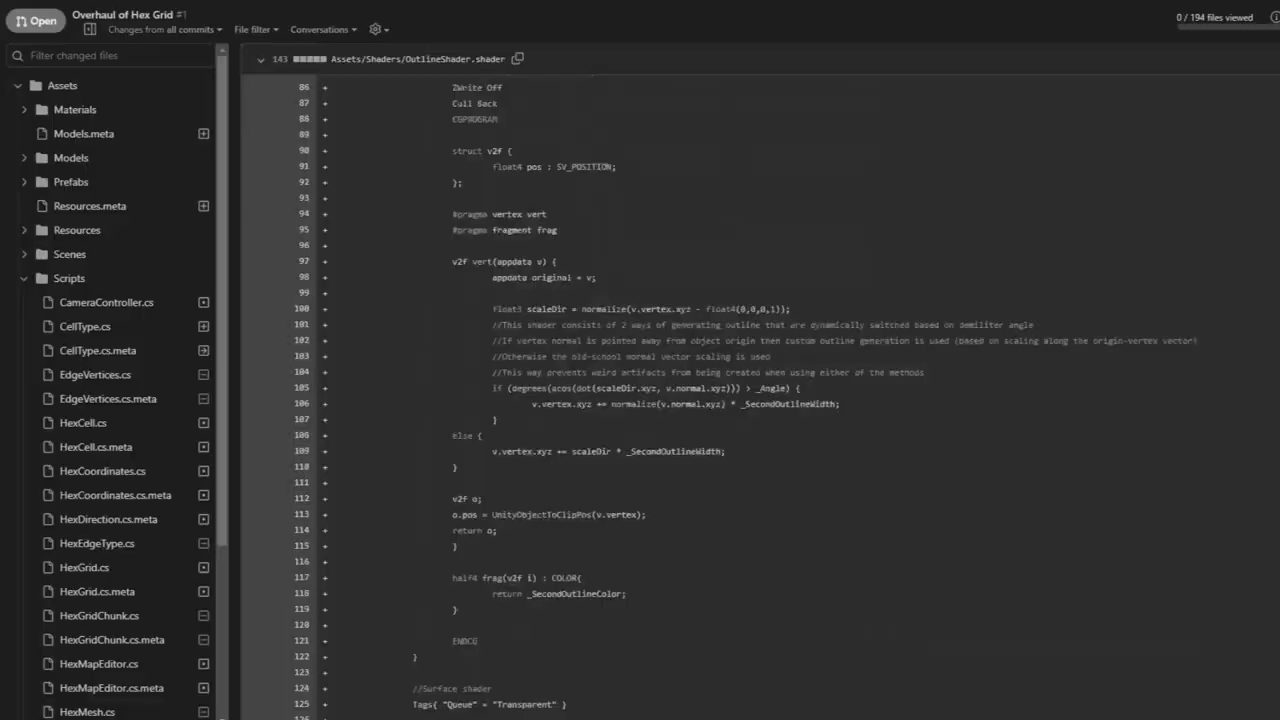 Open
Overhaul of Hex Grid #1
Changes from all commits
File filter
Conversations
0 / 194 files viewed
Filter changed files
Assets
Materials
Models.meta
Models
Prefabs
Resources.meta
Resources
Scenes
Scripts
CameraController.cs
CellType.cs
CellType.cs.meta
EdgeVertices.cs
EdgeVertices.cs.meta
HexCell.cs
HexCell.cs.meta
HexCoordinates.cs
HexCoordinates.cs.meta
HexDirection.cs.meta
HexEdgeType.cs
HexGrid.cs
HexGrid.cs.meta
HexGridChunk.cs
HexGridChunk.cs.meta
HexMapEditor.cs
HexMapEditor.cs.meta
HexMesh.cs
143 Assets/Shaders/OutlineShader.shader
86 + ZWrite Off
87 + Cull Back
88 + CGPROGRAM
89 +
90 + struct v2f {
91 + float4 pos : SV_POSITION;
92 + };
93 +
94 + #pragma vertex vert
95 + #pragma fragment frag
96 +
97 + v2f vert(appdata v) {
98 + appdata original = v;
99 +
100 + float3 scaleDir = normalize(v.vertex.xyz - float4(0,0,0,1));
101 + //This shader consists of 2 ways of generating outline that are dynamically switched based on demiliter angle
102 + //If vertex normal is pointed away from object origin then custom outline generation is used (based on scaling along the origin-vertex vector)
103 + //Otherwise the old-school normal vector scaling is used
104 + //This way prevents weird artifacts from being created when using either of the methods
105 + if (degrees(acos(dot(scaleDir.xyz, v.normal.xyz))) > _Angle) {
106 + v.vertex.xyz += normalize(v.normal.xyz) * _SecondOutlineWidth;
107 + }
108 + else {
109 + v.vertex.xyz += scaleDir * _SecondOutlineWidth;
110 + }
111 +
112 + v2f o;
113 + o.pos = UnityObjectToClipPos(v.vertex);
114 + return o;
115 + }
116 +
117 + half4 frag(v2f i) : COLOR{
118 + return _SecondOutlineColor;
119 + }
120 +
121 + ENDCG
122 + }
123 +
124 + //Surface shader
125 + Tags{ "Queue" = "Transparent" }